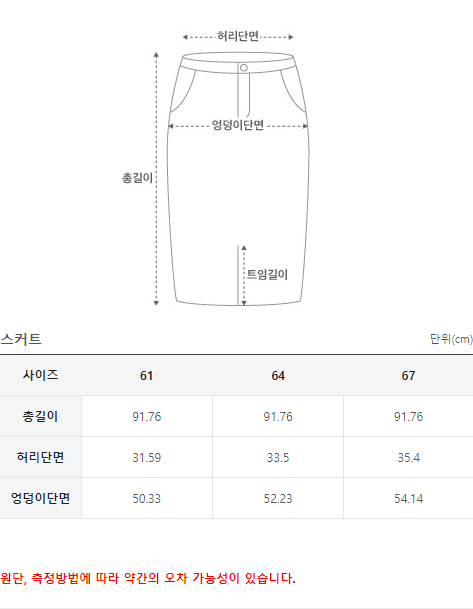 허리단면
엉덩이단면
총길이
트임길이
스커트 단위(cm)
사이즈 61 64 67
총길이 91.76 91.76 91.76
허리단면 31.59 33.5 35.4
엉덩이단면 50.33 52.23 54.14
원단, 측정방법에 따라 약간의 오차 가능성이 있습니다.